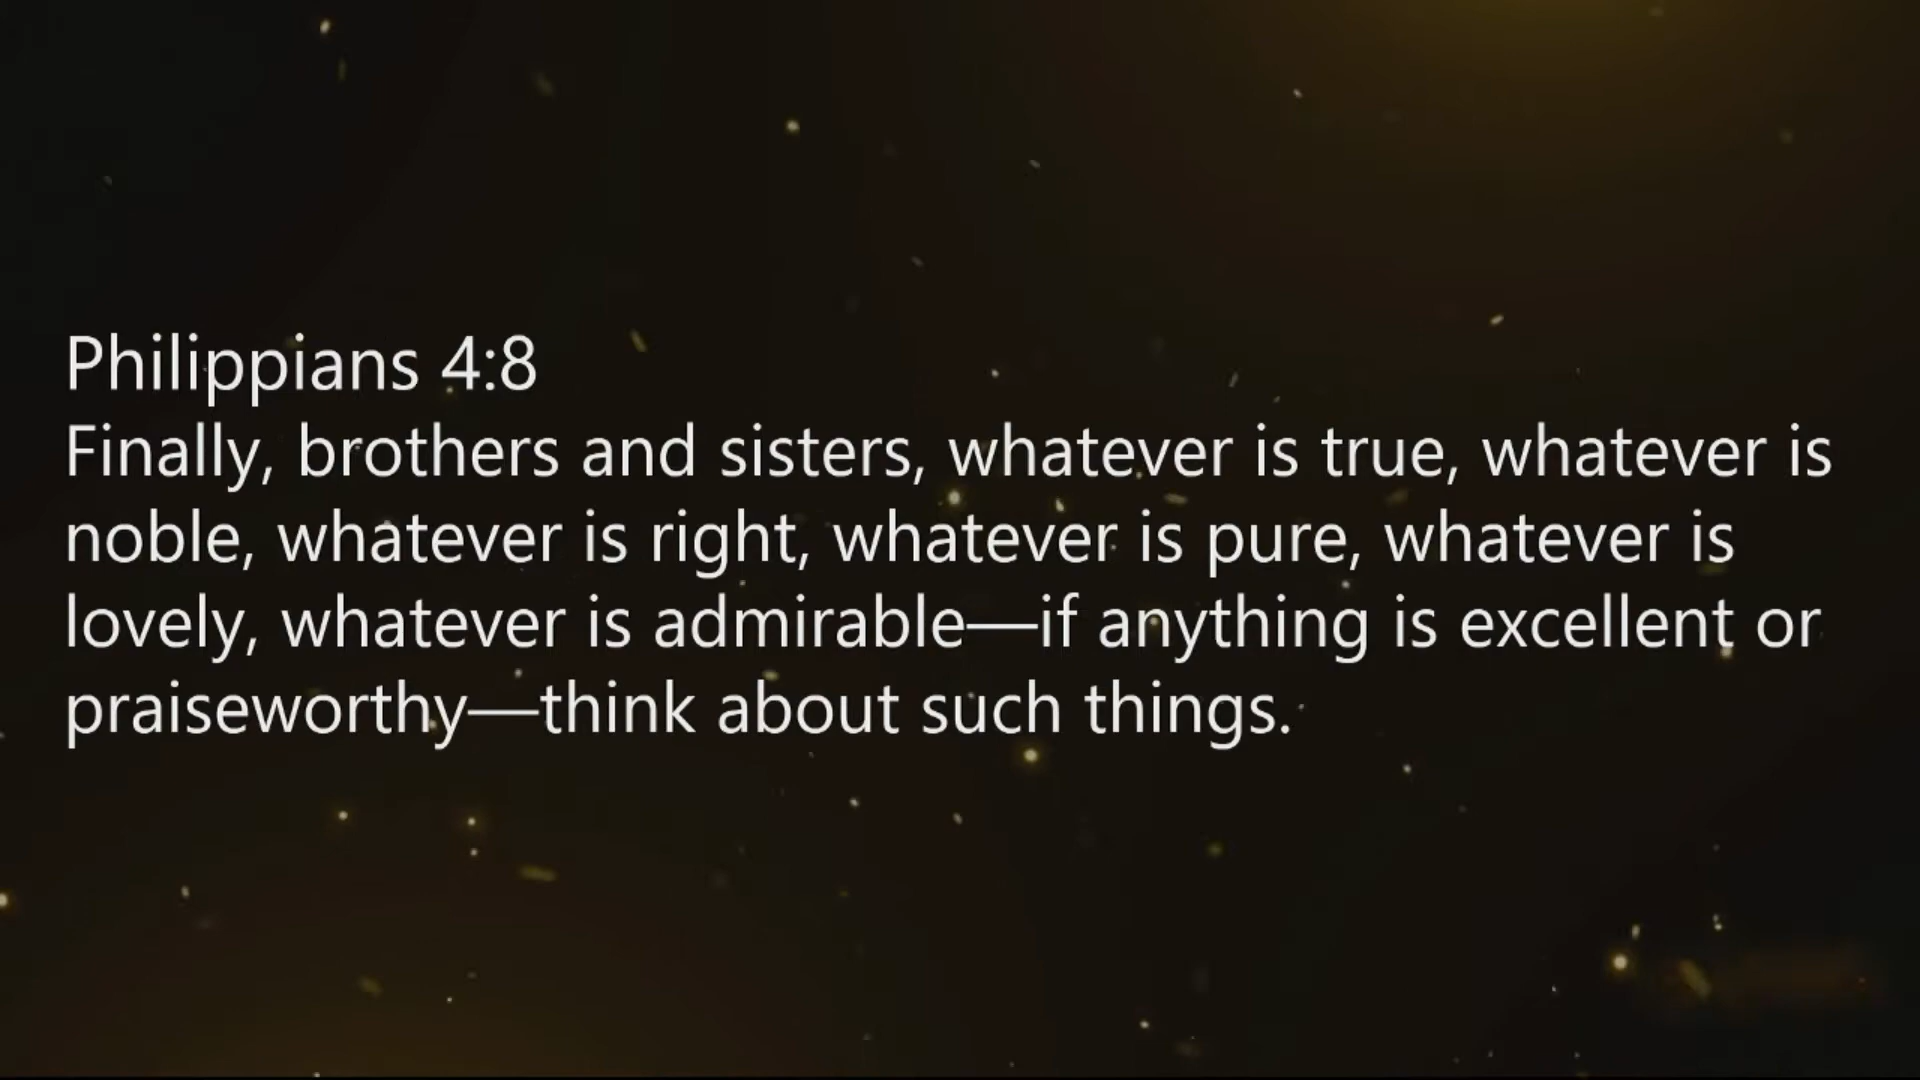 Philippians 4:8
Finally, brothers and sisters, whatever is true, whatever is
noble, whatever is right, whatever is pure, whatever is
lovely, whatever is admirable—if anything is excellent or
praiseworthy—think about such things.